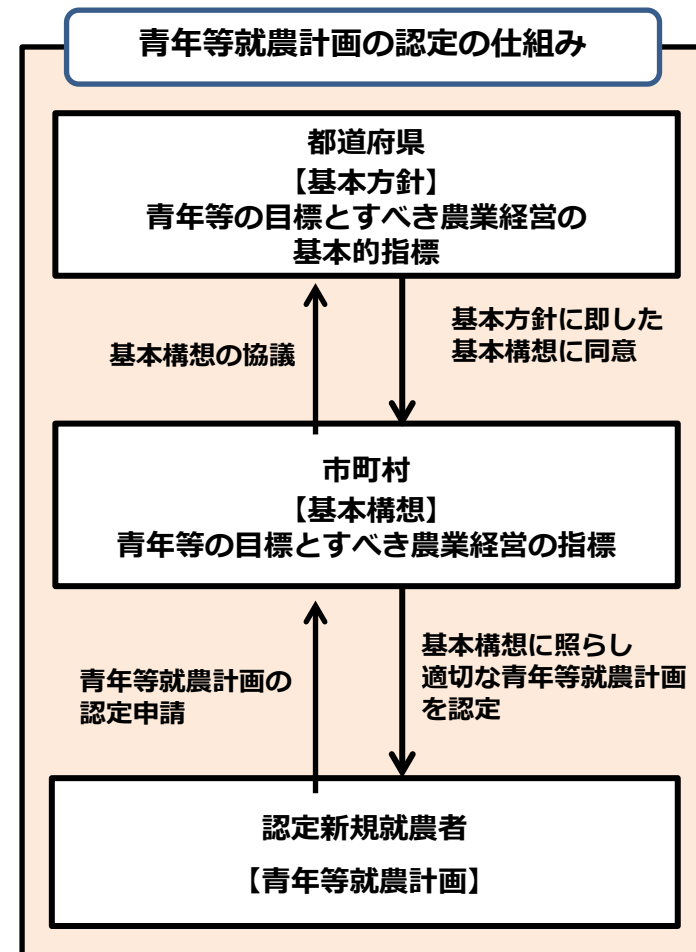 青年等就農計画の認定の仕組み
都道府県
【基本方針】
青年等の目標とすべき農業経営の
基本的指標
基本構想の協議
基本方針に即した
基本構想に同意
市町村
【基本構想】
青年等の目標とすべき農業経営の指標
青年等就農計画の
認定申請
基本構想に照らし
適切な青年等就農計画
を認定
認定新規就農者
【青年等就農計画】